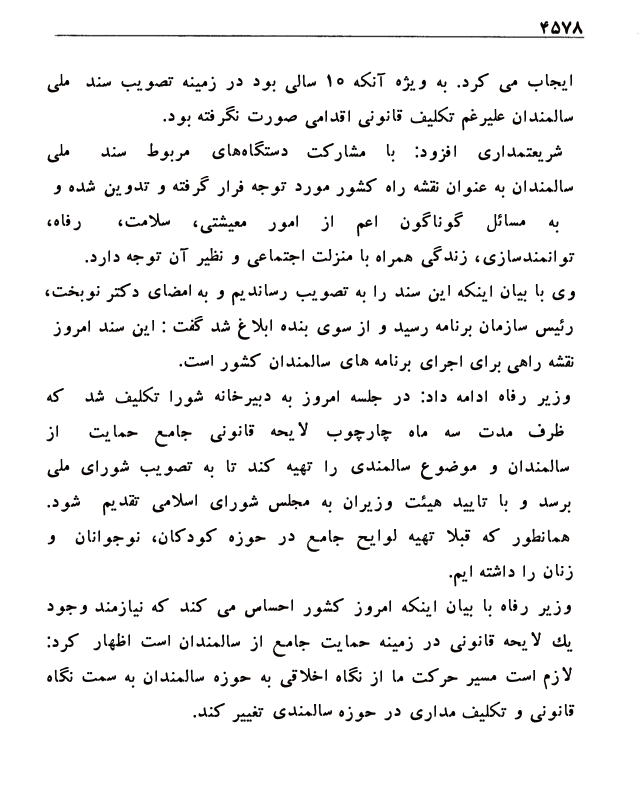 ۴۵۷۸
ایجاب می کرد. به ویژه آنکه ۱۵ سالی بود در زمینه تصویب سند ملی
سالمندان علیرغم تکلیف قانونی اقدامی صورت نگرفته بود.
شریعتمداری افزود: با مشارکت دستگاه‌های مربوط سند ملی
سالمندان به عنوان نقشه راه کشور مورد توجه فرار گرفته و تدوین شده و
به مسائل گوناگون اعم از امور معیشتی، سلامت، رفاه،
توانمندسازی، زندگی همراه با منزلت اجتماعی و نظیر آن توجه دارد.
وی با بیان اینکه این سند را به تصویب رساندیم و به امضای دکتر نوبخت،
رئیس سازمان برنامه رسید و از سوی بنده ابلاغ شد گفت : این سند امروز
نقشه راهی برای اجرای برنامه های سالمندان کشور است.
وزیر رفاه ادامه داد: در جلسه امروز به دبیرخانه شورا تکلیف شد که
ظرف مدت سه ماه چارچوب لایحه قانونی جامع حمایت از
سالمندان و موضوع سالمندی را تهیه کند تا به تصویب شورای ملی
برسد و با تایید هیئت وزیران به مجلس شورای اسلامی تقدیم شود.
همانطور که قبلا تهیه لوایح جامع در حوزه کودکان، نوجوانان و
زنان را داشته ایم.
وزیر رفاه با بیان اینکه امروز کشور احساس می کند که نیازمند وجود
یك لایحه قانونی در زمینه حمایت جامع از سالمندان است اظهار کرد:
لازم است مسیر حرکت ما از نگاه اخلاقی به حوزه سالمندان به سمت نگاه
قانونی و تکلیف مداری در حوزه سالمندی تغییر کند.